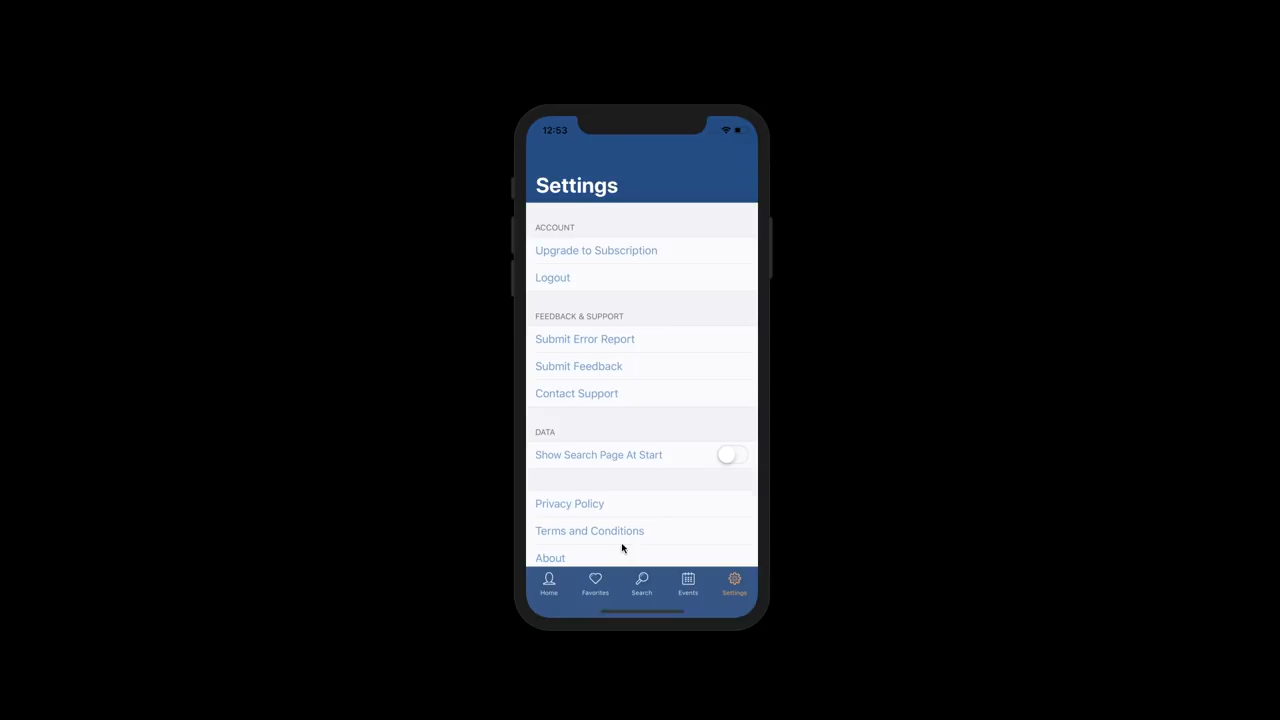 12:53
Settings
ACCOUNT
Upgrade to Subscription
Logout
FEEDBACK & SUPPORT
Submit Error Report
Submit Feedback
Contact Support
DATA
Show Search Page At Start
Privacy Policy
Terms and Conditions
About
Home Favorites Search Events Settings